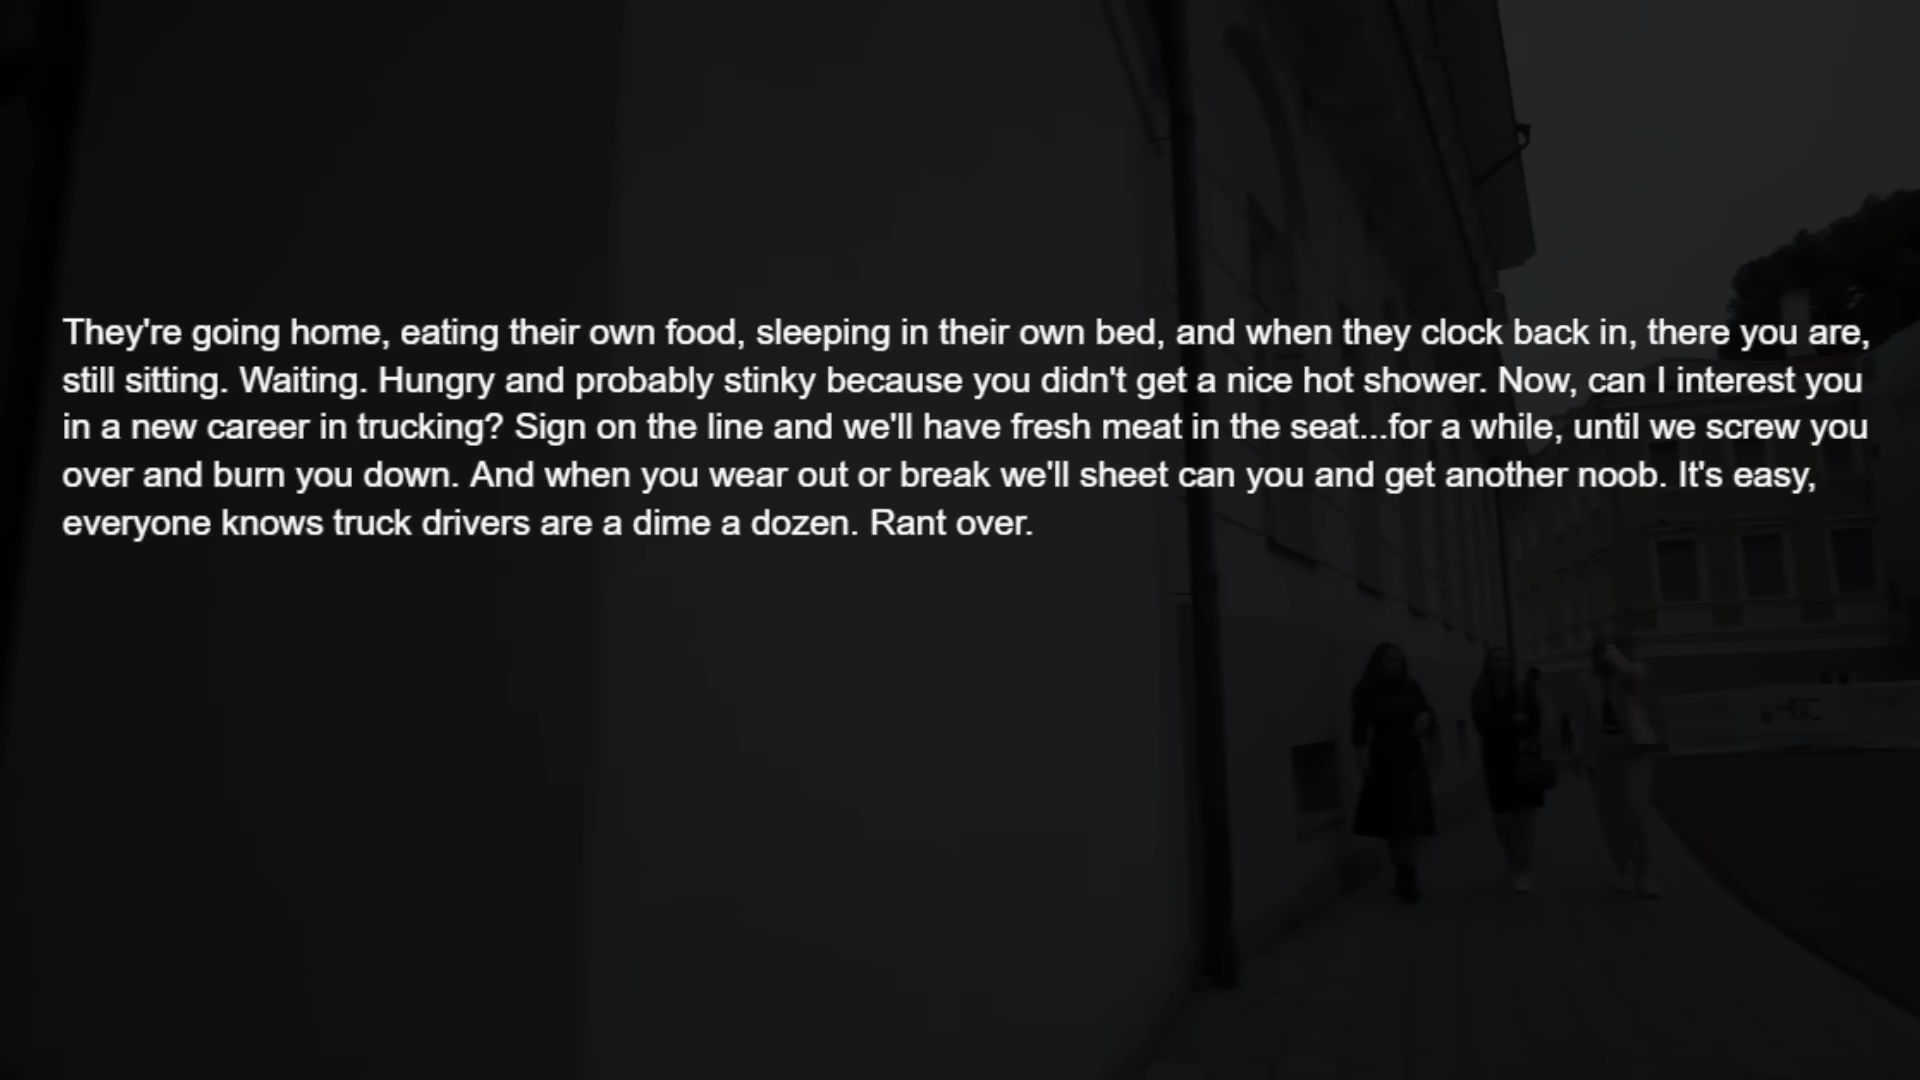 They're going home, eating their own food, sleeping in their own bed, and when they clock back in, there you are,
still sitting. Waiting. Hungry and probably stinky because you didn't get a nice hot shower. Now, can I interest you
in a new career in trucking? Sign on the line and we'll have fresh meat in the seat...for a while, until we screw you
over and burn you down. And when you wear out or break we'll sheet can you and get another noob. It's easy,
everyone knows truck drivers are a dime a dozen. Rant over.